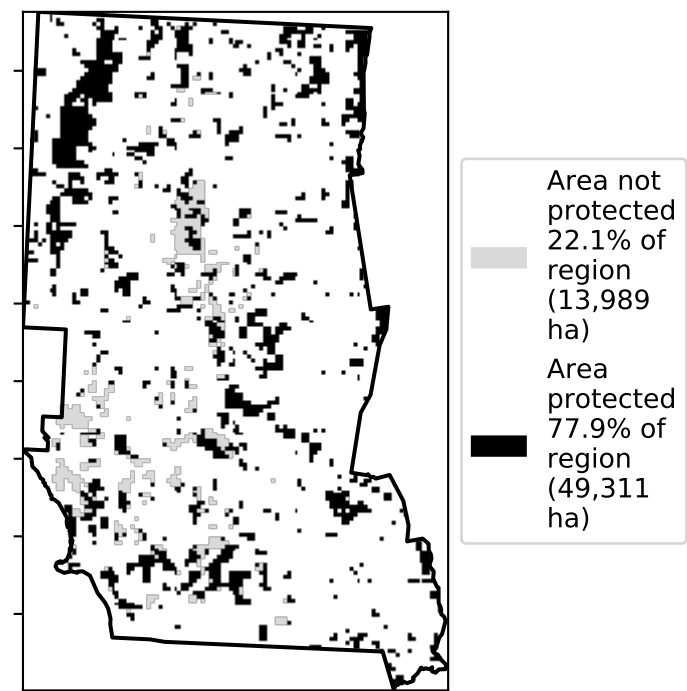 Area not
protected
22.1% of
region
(13,989
ha)
Area
protected
77.9% of
region
(49,311
ha)